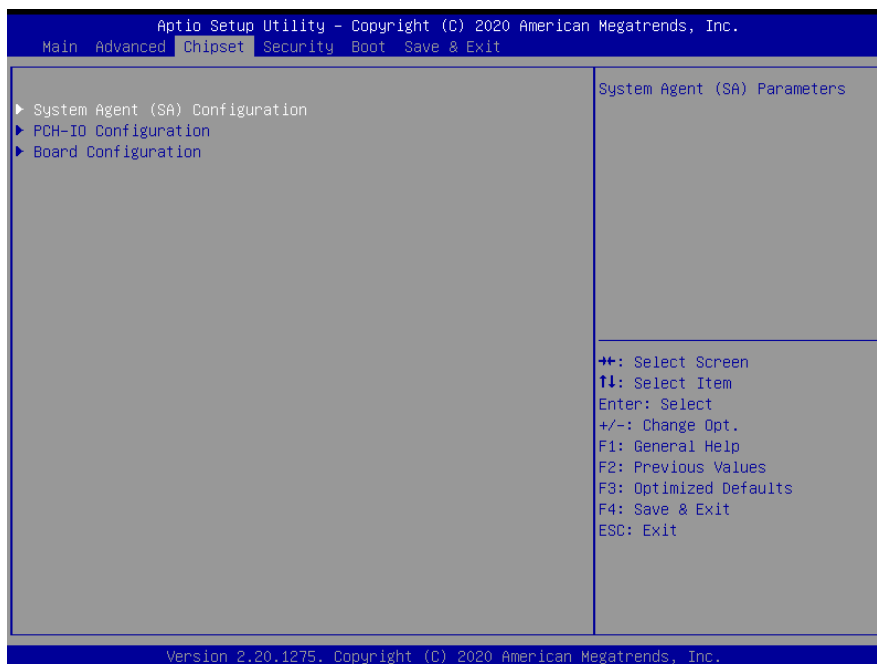 Aptio Setup Utility – Copyright (C) 2020 American Megatrends, Inc.
Main Advanced Chipset Security Boot Save & Exit
System Agent (SA) Configuration
PCH-IO Configuration
Board Configuration
System Agent (SA) Parameters
→←: Select Screen
↑↓: Select Item
Enter: Select
+/-: Change Opt.
F1: General Help
F2: Previous Values
F3: Optimized Defaults
F4: Save & Exit
ESC: Exit
Version 2.20.1275. Copyright (C) 2020 American Megatrends, Inc.